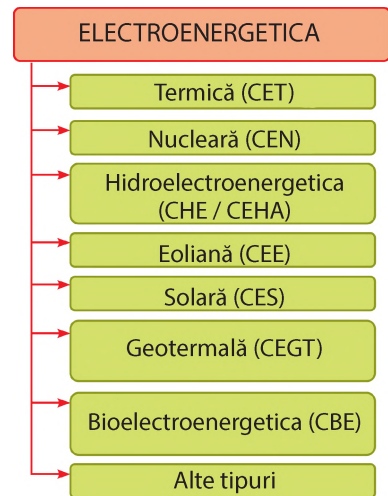 ELECTROENERGETICA
Termică (CET)
Nucleară (CEN)
Hidroelectroenergetica
(CHE / CEHA)
Eoliană (CEE)
Solară (CES)
Geotermală (CEGT)
Bioelectroenergetica (CBE)
Alte tipuri